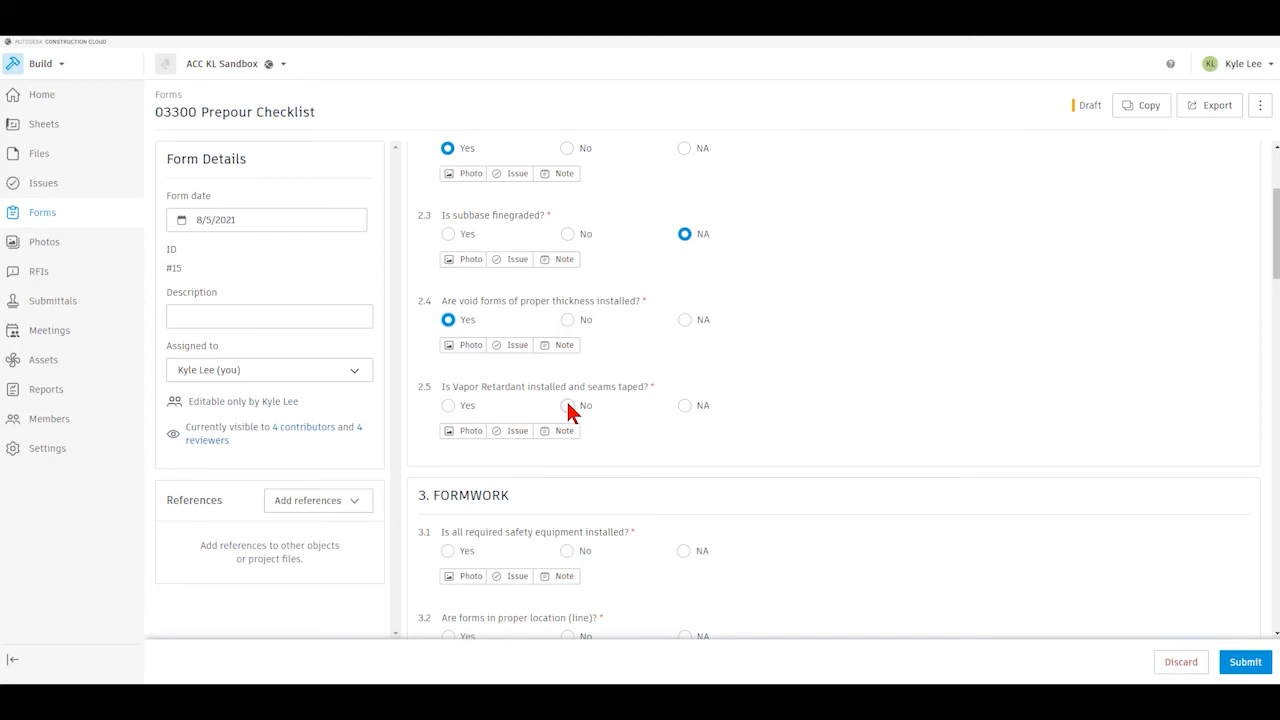 AUTODESK CONSTRUCTION CLOUD
Build
ACC KL Sandbox
KL
Kyle Lee
Home
Sheets
Files
Issues
Forms
Photos
RFIs
Submittals
Meetings
Assets
Reports
Members
Settings
Forms
03300 Prepour Checklist
Draft
Copy
Export
Form Details
Form date
8/5/2021
ID
#15
Description
Assigned to
Kyle Lee (you)
Editable only by Kyle Lee
Currently visible to 4 contributors and 4
reviewers
References
Add references
Add references to other objects
or project files.
Yes No NA
Photo Issue Note
2.3 Is subbase finegraded? *
Yes No NA
Photo Issue Note
2.4 Are void forms of proper thickness installed? *
Yes No NA
Photo Issue Note
2.5 Is Vapor Retardant installed and seams taped? *
Yes No NA
Photo Issue Note
3. FORMWORK
3.1 Is all required safety equipment installed? *
Yes No NA
Photo Issue Note
3.2 Are forms in proper location (line)? *
Yes No NA
Discard
Submit